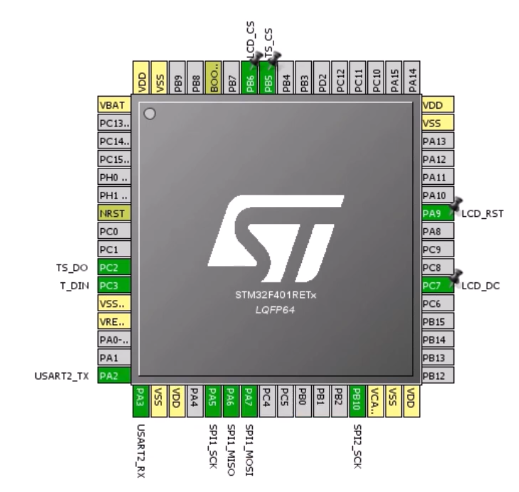 LCD_CS
TS_CS
VDD
VSS
PB9
PB8
BOO..
PB7
PB6
PB5
PB4
PB3
PD2
PC12
PC11
PC10
PA15
PA14
VBAT
PC13..
PC14..
PC15..
PH0 ..
PH1 ..
NRST
PC0
PC1
TS_DO PC2
T_DIN PC3
VSS..
VRE..
PA0-..
PA1
USART2_TX PA2
VDD
VSS
PA13
PA12
PA11
PA10
PA9 LCD_RST
PA8
PC9
PC8
PC7 LCD_DC
PC6
PB15
PB14
PB13
PB12
ST
STM32F401RETx
LQFP64
PA3
VSS
VDD
PA4
PA5
PA6
PA7
PC4
PC5
PB0
PB1
PB2
PB10
VCA..
VSS
VDD
USART2_RX
SPI1_SCK
SPI1_MISO
SPI1_MOSI
SPI2_SCK